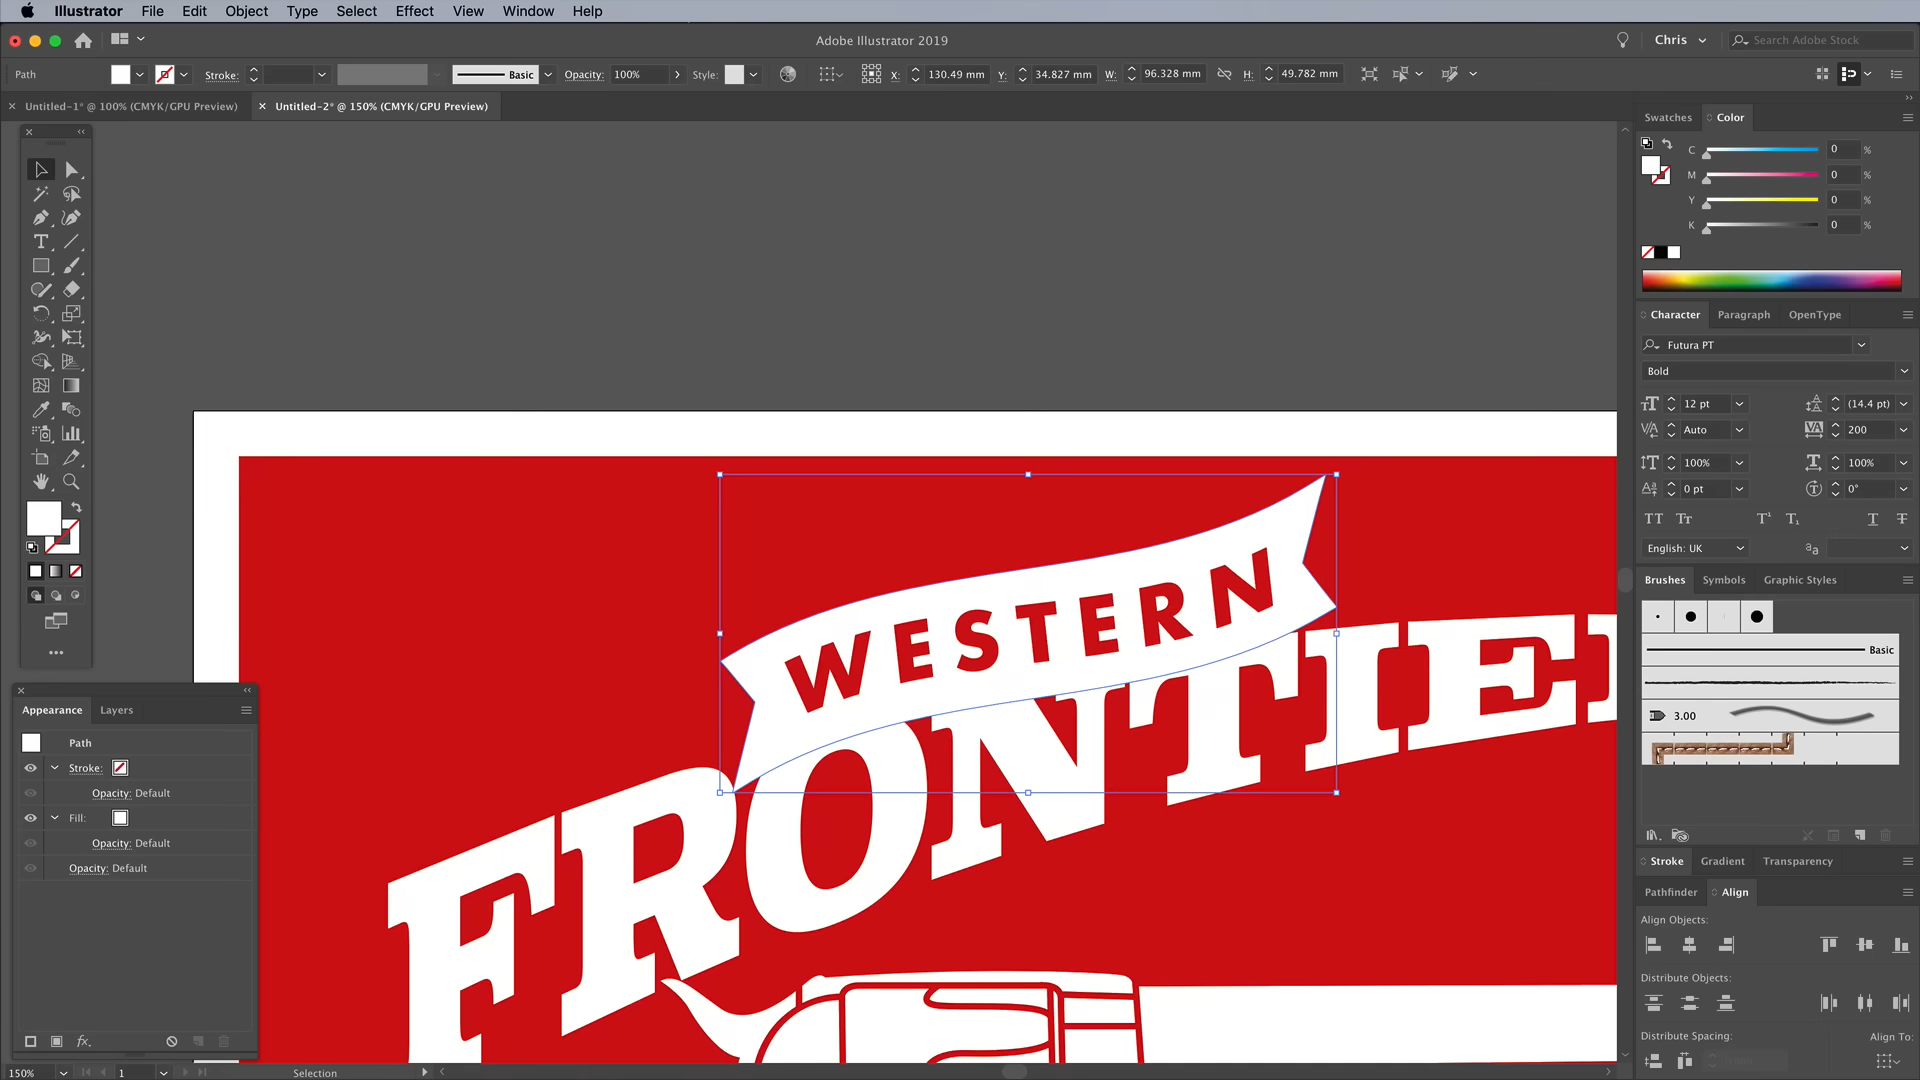 Illustrator File Edit Object Type Select Effect View Window Help
Adobe Illustrator 2019
Chris
Search Adobe Stock
Path
Stroke:
Basic
Opacity: 100%
Style:
X: 130.49 mm
Y: 34.827 mm
W: 96.328 mm
H: 49.782 mm
Untitled-1* @ 100% (CMYK/GPU Preview)
Untitled-2* @ 150% (CMYK/GPU Preview)
Swatches Color
C 0 %
M 0 %
Y 0 %
K 0 %
Character Paragraph OpenType
Futura PT
Bold
12 pt (14.4 pt)
Auto 200
100% 100%
0 pt 0°
English: UK
Brushes Symbols Graphic Styles
Basic
3.00
Stroke Gradient Transparency
Pathfinder Align
Align Objects:
Distribute Objects:
Distribute Spacing: Align To:
WESTERN
FRONTIE
Appearance Layers
Path
Stroke:
Opacity: Default
Fill:
Opacity: Default
Opacity: Default
fx
150% 1 Selection